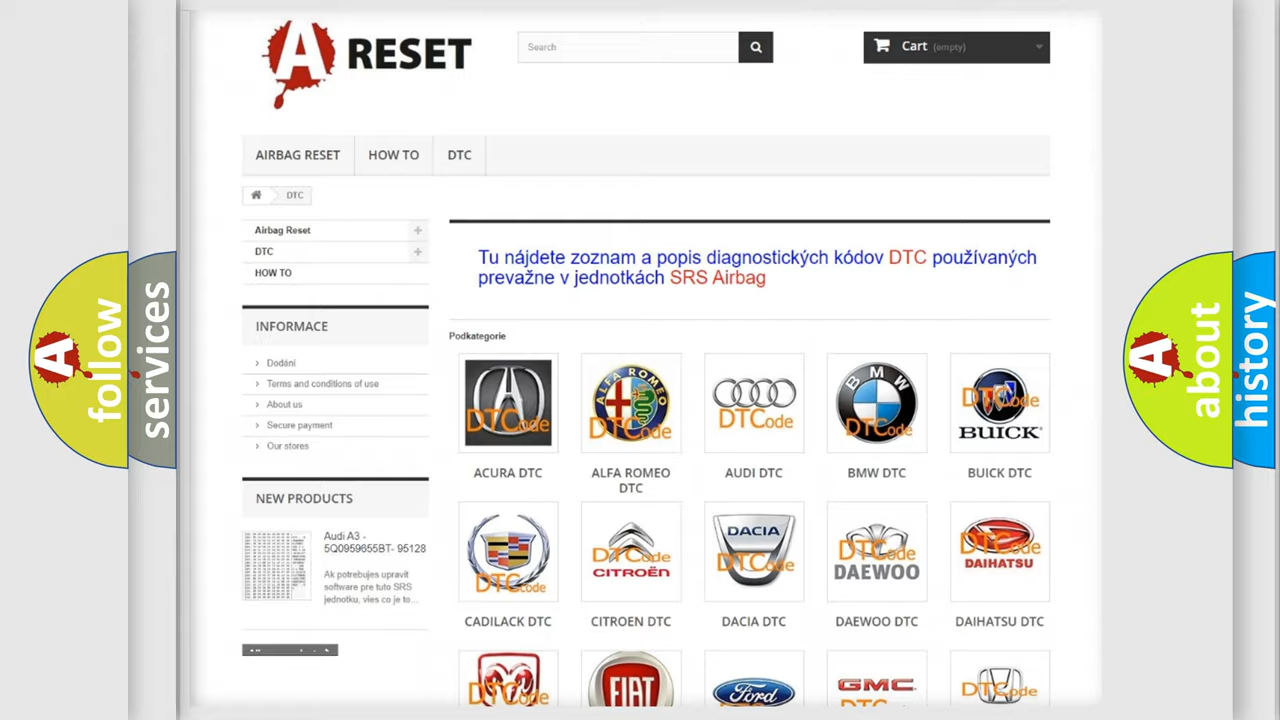 A RESET
Search
Cart (empty)
AIRBAG RESET
HOW TO
DTC
DTC
Airbag Reset
DTC
HOW TO
INFORMACE
Dodání
Terms and conditions of use
About us
Secure payment
Our stores
NEW PRODUCTS
Audi A3 -
5Q0959655BT- 95128
Ak potrebujes upravit
software pre tuto SRS
jednotku, vies co je to...
Tu nájdete zoznam a popis diagnostických kódov DTC používaných
prevažne v jednotkách SRS Airbag
Podkategorie
DTCode
ALFA ROMEO
DTCode
DTCode
BMW
DTCode
DTCode
BUICK
ACURA DTC
ALFA ROMEO
DTC
AUDI DTC
BMW DTC
BUICK DTC
DTCode
DTCode
CITROËN
DACIA
DTCode
DTCode
DAEWOO
DTCode
DAIHATSU
CADILACK DTC
CITROEN DTC
DACIA DTC
DAEWOO DTC
DAIHATSU DTC
DTCode
FIAT
Ford
GMC
DTCode
A follow
services
A about
history